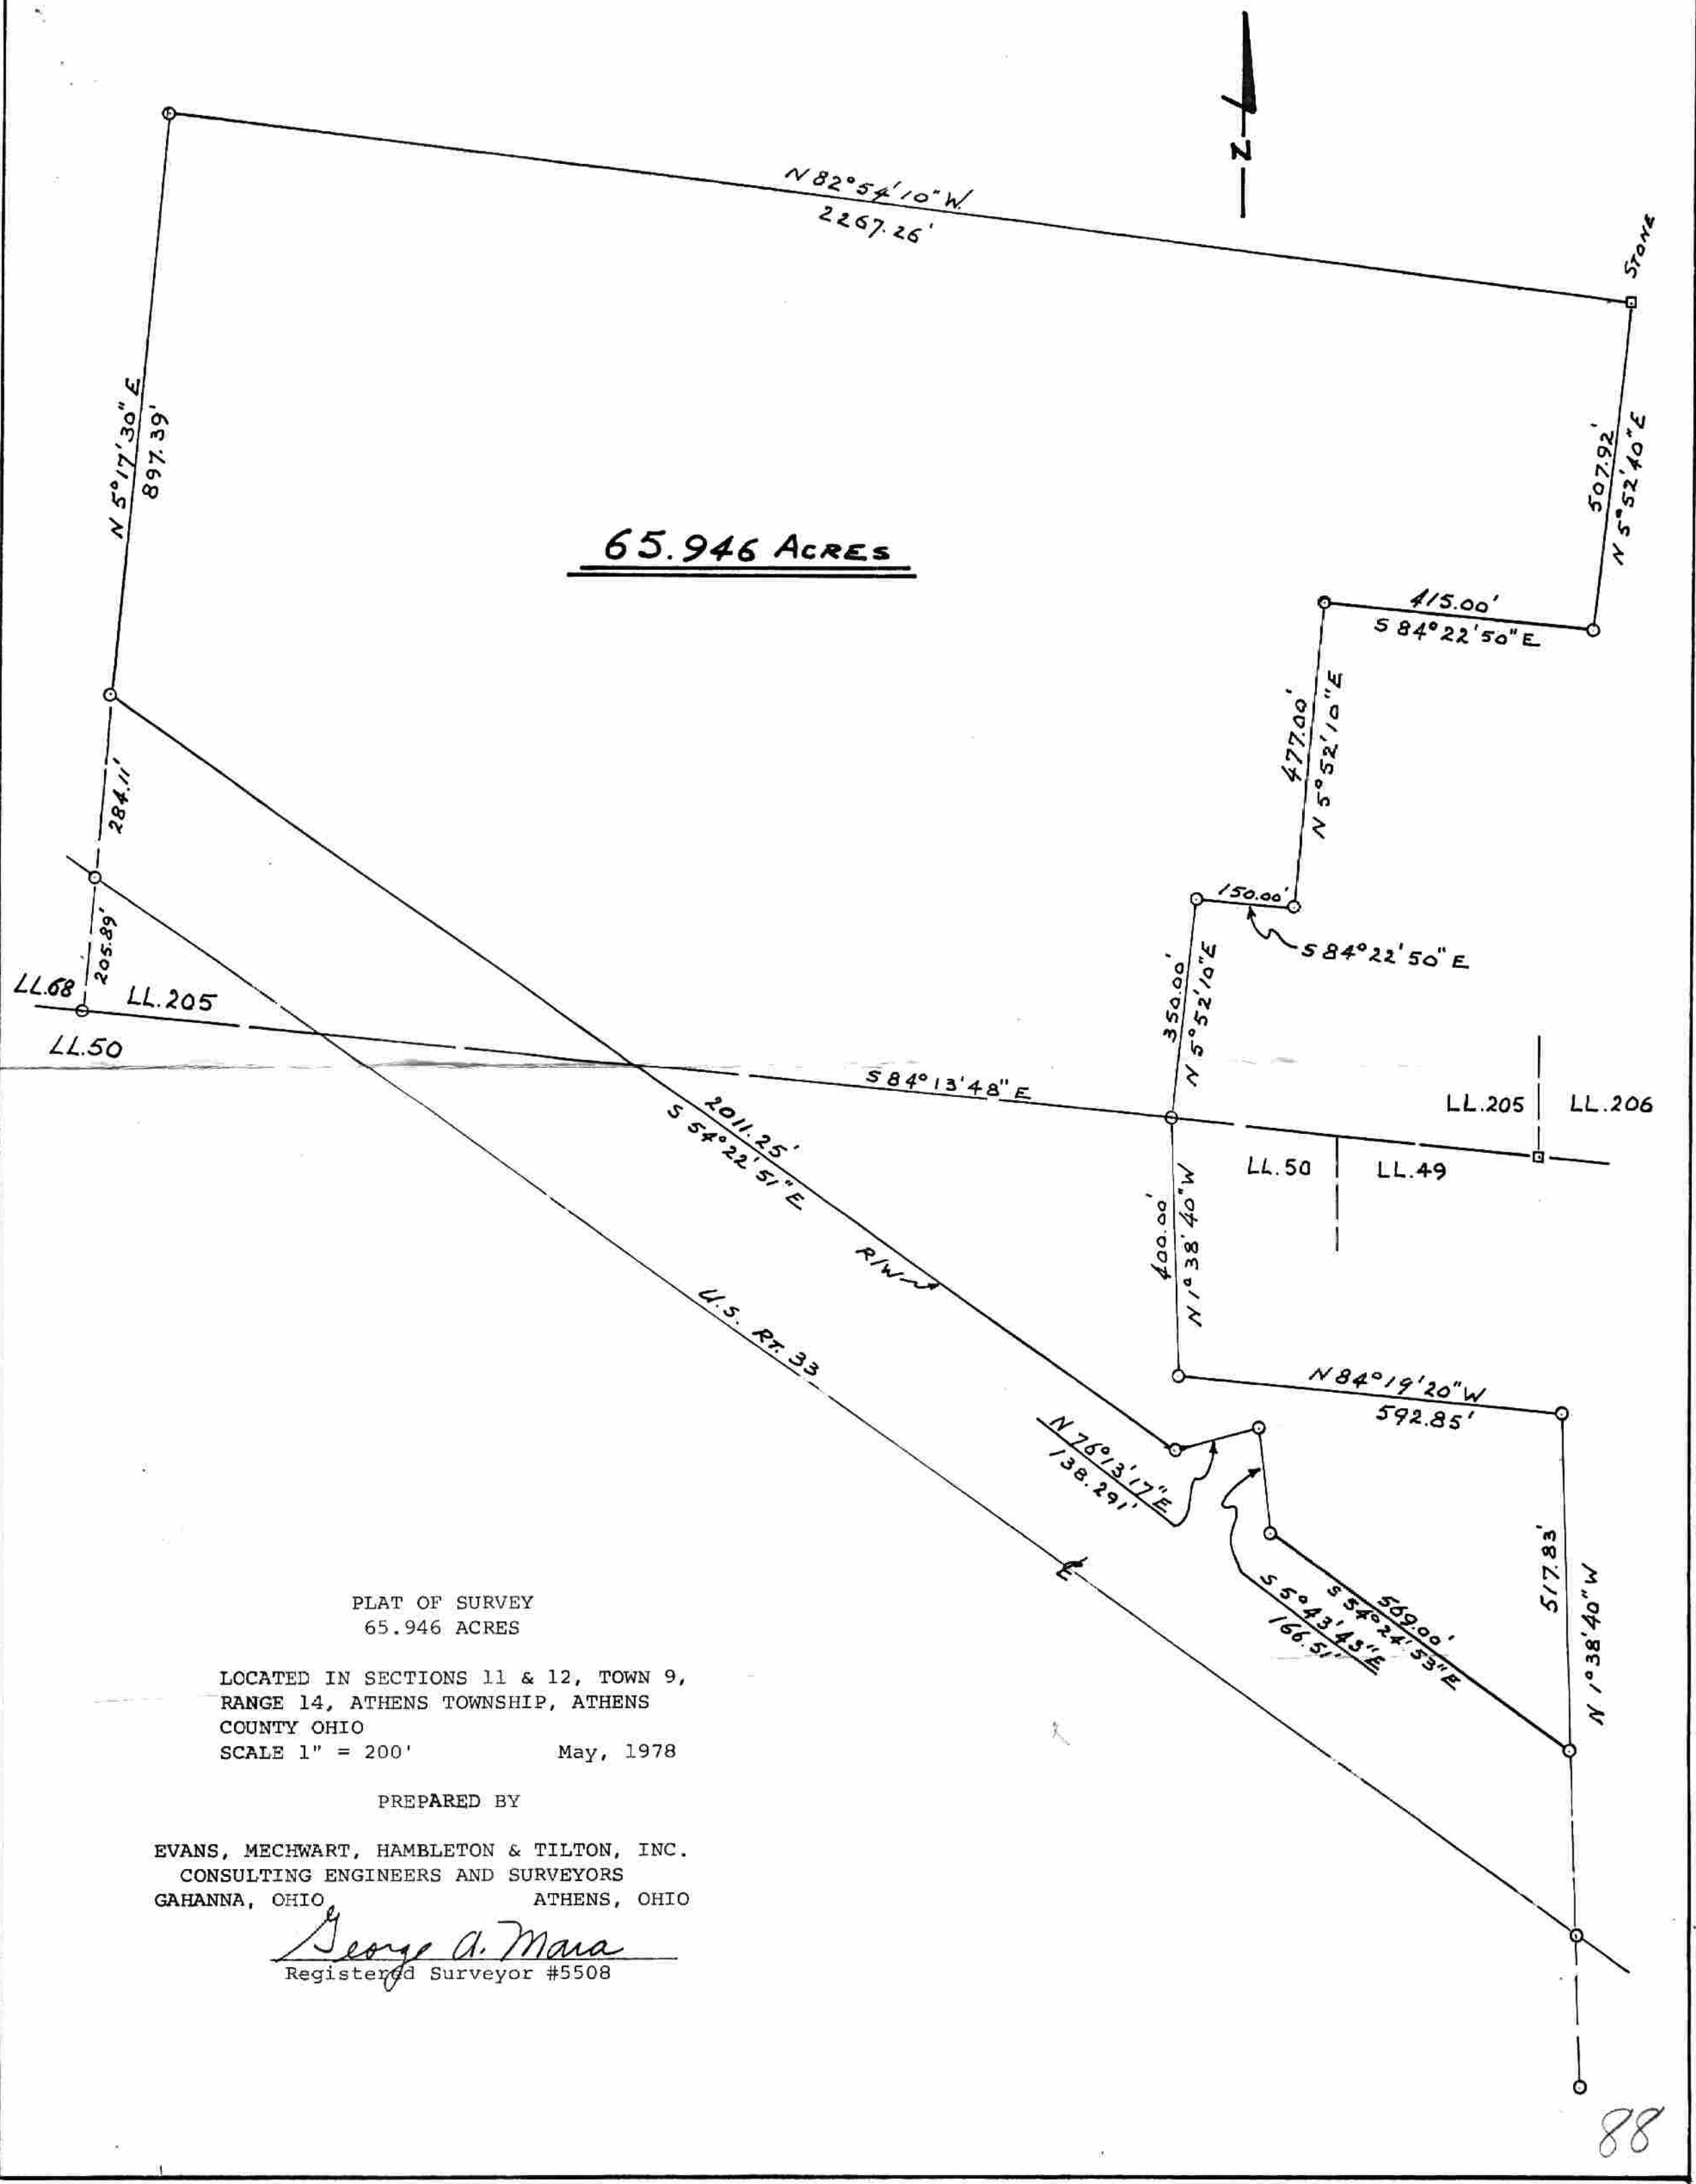 N
N 82° 54' 10" W.
2267.26'
STONE
N 5° 17' 30" E
897.39'
507.92'
N 5° 52' 40" E
65.946 ACRES
415.00'
S 84° 22' 50" E
477.00'
N 5° 52' 10" E
284.11'
150.00'
S 84° 22' 50" E
205.89'
350.00'
N 5° 52' 10" E
LL.68
LL.205
LL.50
S 84° 13' 48" E
LL.205
LL.206
2011.25'
S 54° 22' 51" E
LL.50
LL.49
400.00'
N 1° 38' 40" W
R/W
U.S. RT. 33
N 84° 19' 20" W
592.85'
N 76° 13' 17" E
138.291'
517.83'
N 1° 38' 40" W
S 5° 43' 43" E
166.51'
569.00'
S 54° 24' 53" E
PLAT OF SURVEY
65.946 ACRES
LOCATED IN SECTIONS 11 & 12, TOWN 9,
RANGE 14, ATHENS TOWNSHIP, ATHENS
COUNTY OHIO
SCALE 1" = 200' May, 1978
PREPARED BY
EVANS, MECHWART, HAMBLETON & TILTON, INC.
CONSULTING ENGINEERS AND SURVEYORS
GAHANNA, OHIO ATHENS, OHIO
George A. Mara
Registered Surveyor #5508
88